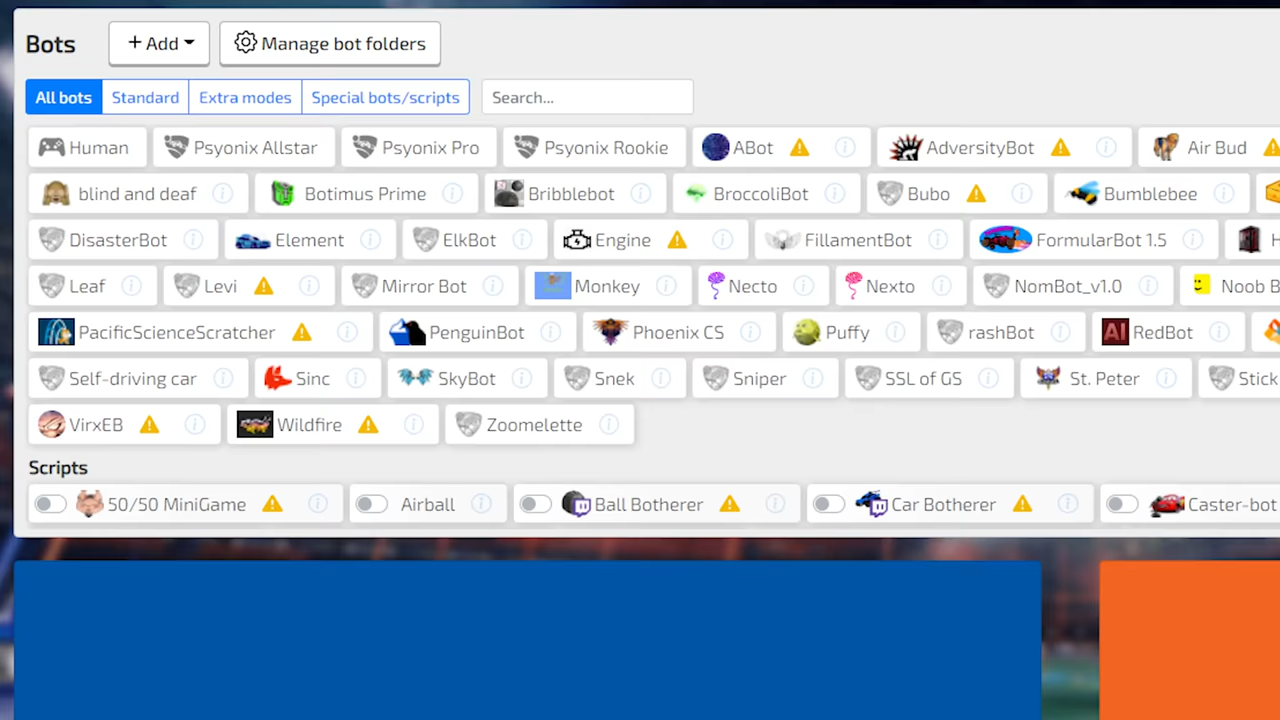 Bots + Add Manage bot folders
All bots Standard Extra modes Special bots/scripts Search...
Human Psyonix Allstar Psyonix Pro Psyonix Rookie ABot AdversityBot Air Bud
blind and deaf Botimus Prime Bribblebot BroccoliBot Bubo Bumblebee
DisasterBot Element ElkBot Engine FillamentBot FormularBot 1.5
Leaf Levi Mirror Bot Monkey Necto Nexto NomBot_v1.0 Noob B
PacificScienceScratcher PenguinBot Phoenix CS Puffy rashBot AI RedBot
Self-driving car Sinc SkyBot Snek Sniper SSL of GS St. Peter Stick
VirxEB Wildfire Zoomelette
Scripts
50/50 MiniGame Airball Ball Botherer Car Botherer Caster-bot